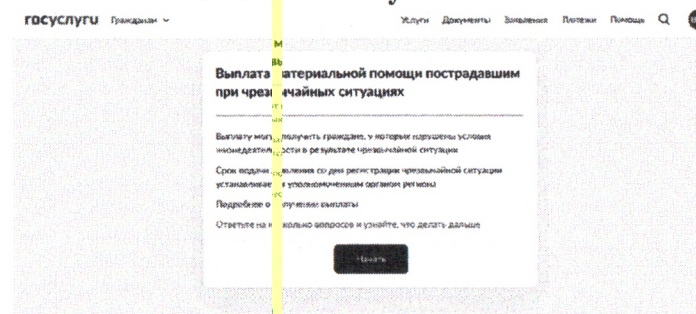 госуслуги Гражданам Услуги Документы Заявления Платежи Помощь
Выплата материальной помощи пострадавшим
при чрезвычайных ситуациях
Выплату могут получить граждане, у которых нарушены условия
жизнедеятельности в результате чрезвычайной ситуации
Срок подачи заявления со дня регистрации чрезвычайной ситуации
устанавливается уполномоченным органом региона
Подробнее о получении выплаты
Ответьте на несколько вопросов и узнайте, что делать дальше
Начать